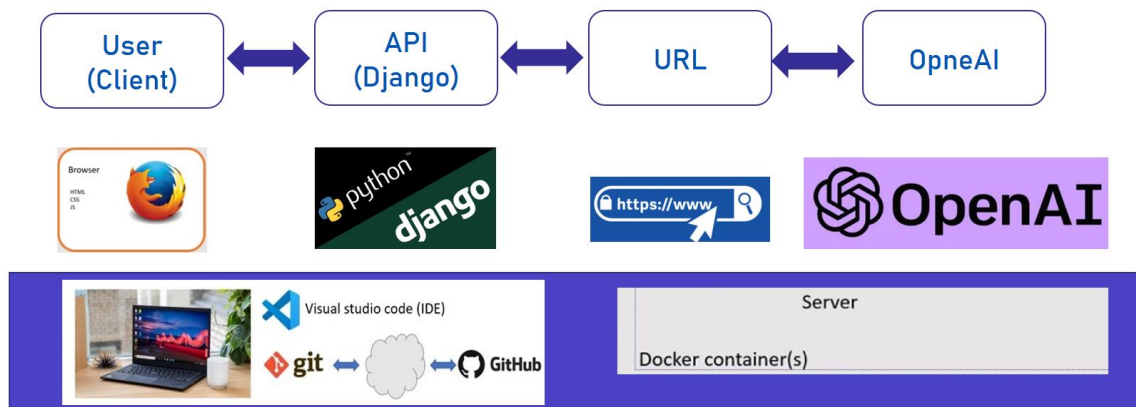 User
(Client)
API
(Django)
URL
OpneAI
Browser
HTML
CSS
JS
python
django
https://www
OpenAI
Visual studio code (IDE)
git
GitHub
Server
Docker container(s)